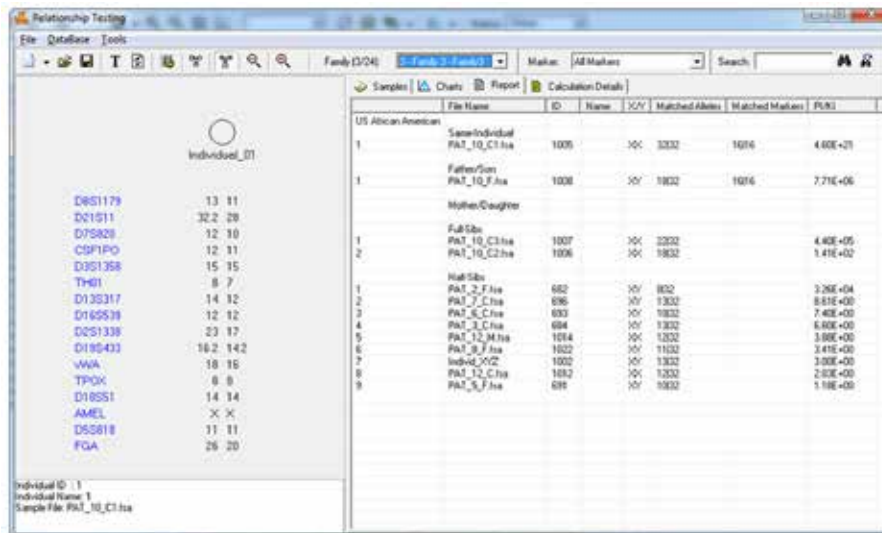 Relationship Testing
File DataBase Tools
T Family (3/24) 3 - Family 3 - Family3 Marker: All Markers Search:
Samples Charts Report Calculation Details
File Name ID Name X/Y Matched Alleles Matched Markers PI/KI
US African American
Same-Individual
1 PAT_10_C1.fsa 1005 XX 32/32 16/16 4.60E+21
Father/Son
1 PAT_10_F.fsa 1008 XY 18/32 16/16 7.71E+06
Mother/Daughter
Full-Sibs
1 PAT_10_C3.fsa 1007 XX 22/32 4.40E+05
2 PAT_10_C2.fsa 1006 XX 18/32 1.41E+02
Half-Sibs
1 PAT_2_F.fsa 682 XY 8/32 3.26E+04
2 PAT_7_C.fsa 696 XY 13/32 8.61E+00
3 PAT_6_C.fsa 693 XY 10/32 7.40E+00
4 PAT_3_C.fsa 684 XY 13/32 6.60E+00
5 PAT_12_M.fsa 1014 XX 12/32 3.88E+00
6 PAT_8_F.fsa 1022 XY 11/32 3.41E+00
7 Individ_XYZ 1002 XX 13/32 3.00E+00
8 PAT_12_C.fsa 1012 XX 12/32 2.03E+00
9 PAT_5_F.fsa 691 XY 10/32 1.18E+00
Individual_01
D8S1179 13 11
D21S11 32.2 28
D7S820 12 10
CSF1PO 12 11
D3S1358 15 15
TH01 8 7
D13S317 14 12
D16S539 12 12
D2S1338 23 17
D19S433 16.2 14.2
vWA 18 16
TPOX 8 8
D18S51 14 14
AMEL X X
D5S818 11 11
FGA 26 20
Individual ID : 1
Individual Name: 1
Sample File: PAT_10_C1.fsa